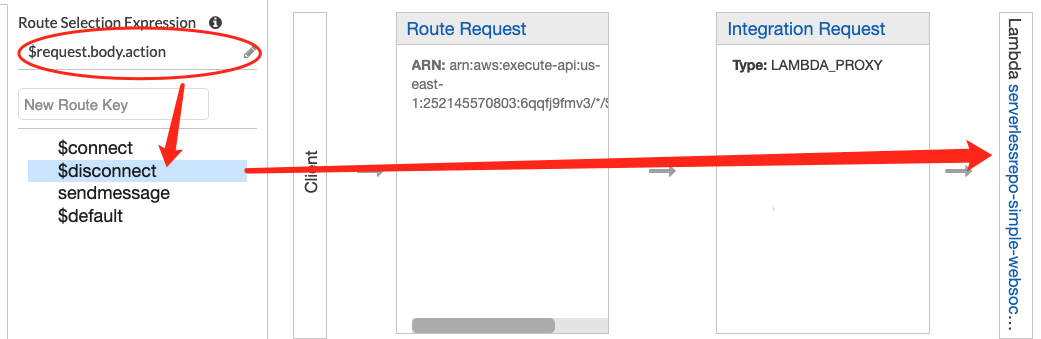 Route Selection Expression
$request.body.action
New Route Key
$connect
$disconnect
sendmessage
$default
Client
Route Request
ARN: arn:aws:execute-api:us-
east-
1:252145570803:6qqfj9fmv3/*/$
Integration Request
Type: LAMBDA_PROXY
Lambda serverlessrepo-simple-websoc...